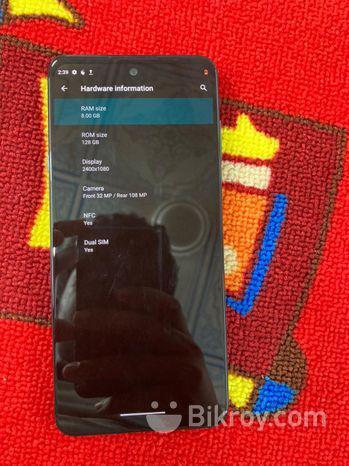 2:39
Hardware information
RAM size
8.00 GB
ROM size
128 GB
Display
2400x1080
Camera
Front 32 MP / Rear 108 MP
NFC
Yes
Dual SIM
Yes
Bikroy.com